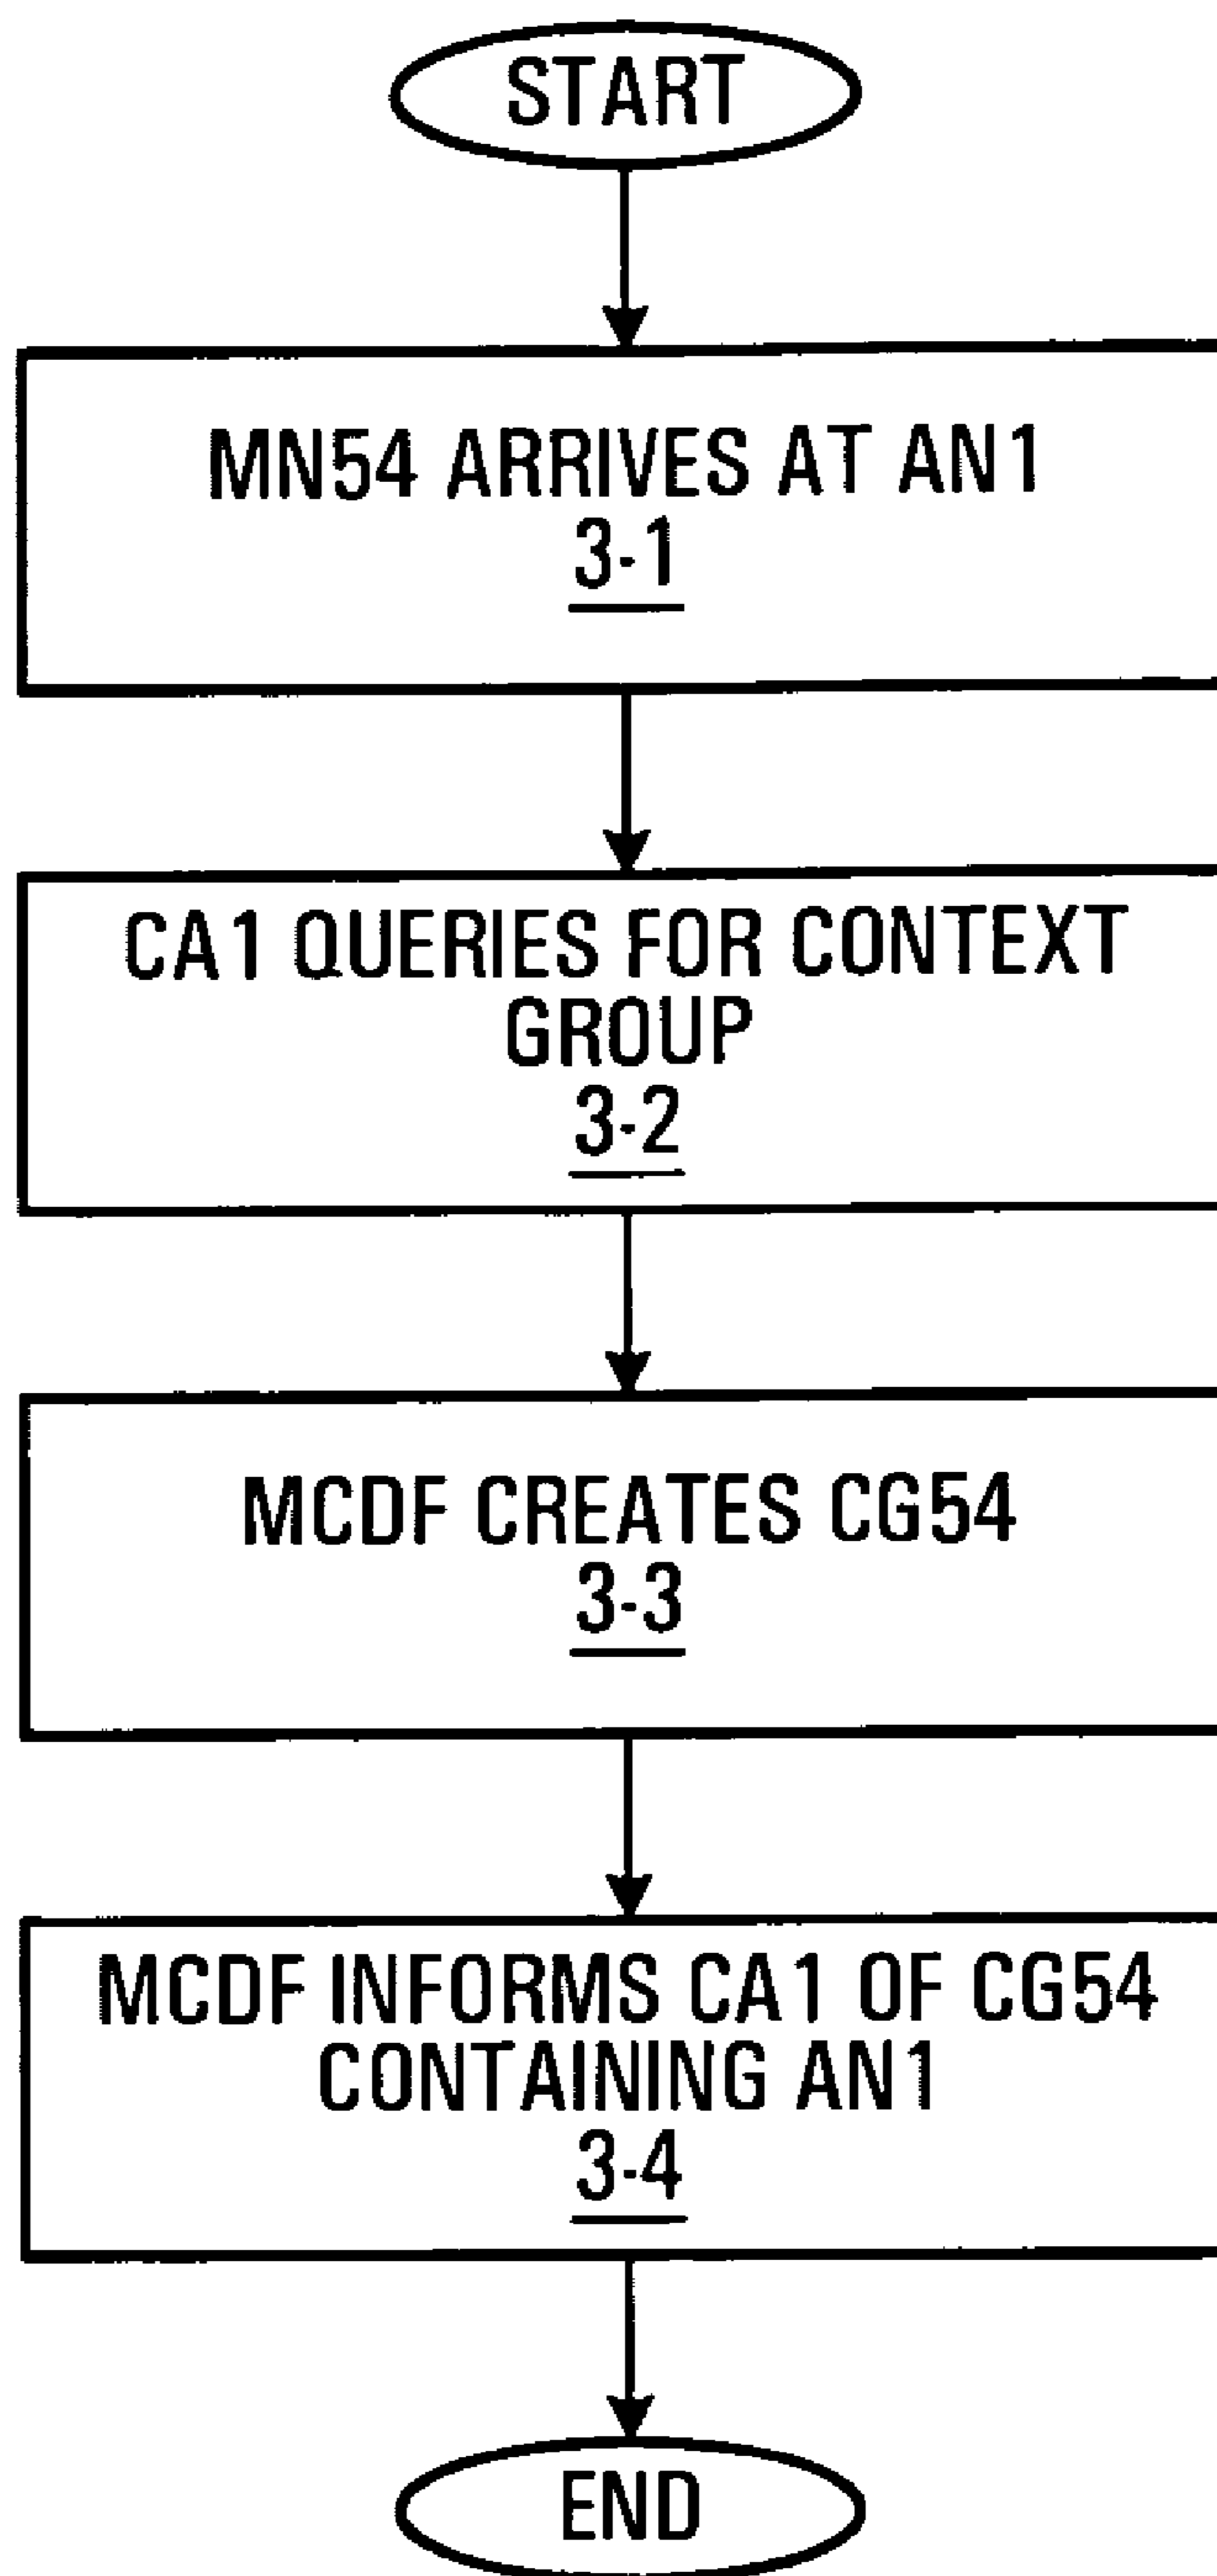 START
MN54 ARRIVES AT AN1
3-1
CA1 QUERIES FOR CONTEXT
GROUP
3-2
MCDF CREATES CG54
3-3
MCDF INFORMS CA1 OF CG54
CONTAINING AN1
3-4
END